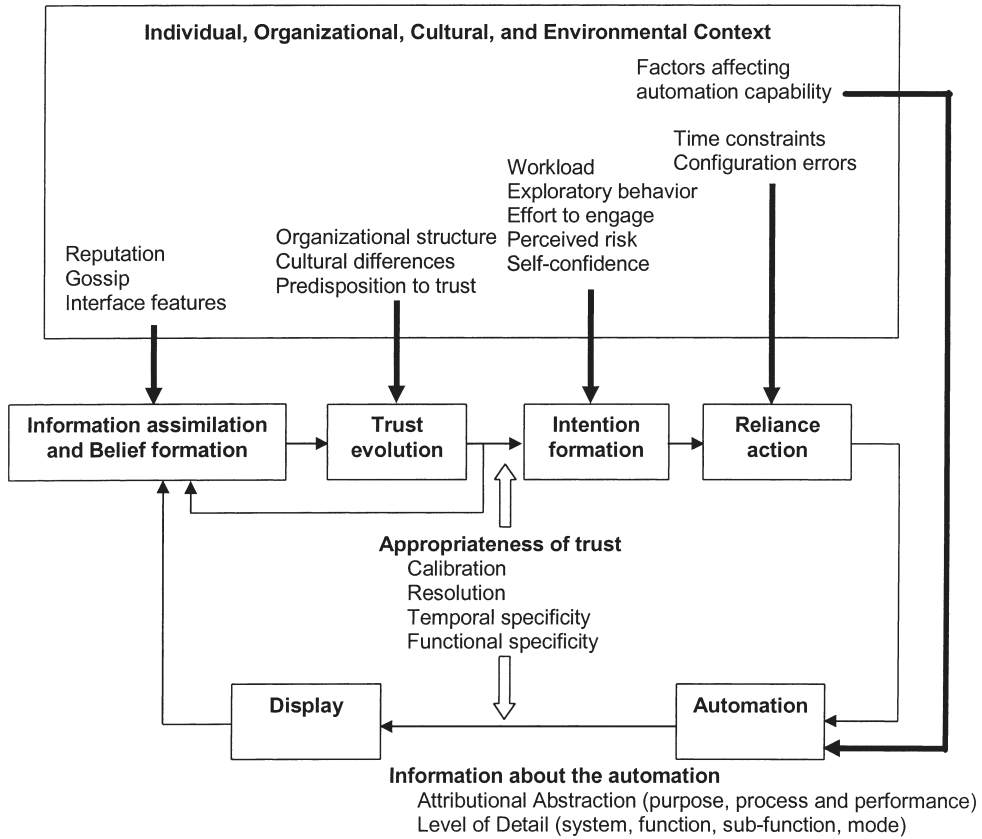 Individual, Organizational, Cultural, and Environmental Context
Factors affecting
automation capability
Time constraints
Configuration errors
Workload
Exploratory behavior
Effort to engage
Perceived risk
Self-confidence
Organizational structure
Cultural differences
Predisposition to trust
Reputation
Gossip
Interface features
Information assimilation
and Belief formation
Trust
evolution
Intention
formation
Reliance
action
Appropriateness of trust
Calibration
Resolution
Temporal specificity
Functional specificity
Display
Automation
Information about the automation
Attributional Abstraction (purpose, process and performance)
Level of Detail (system, function, sub-function, mode)